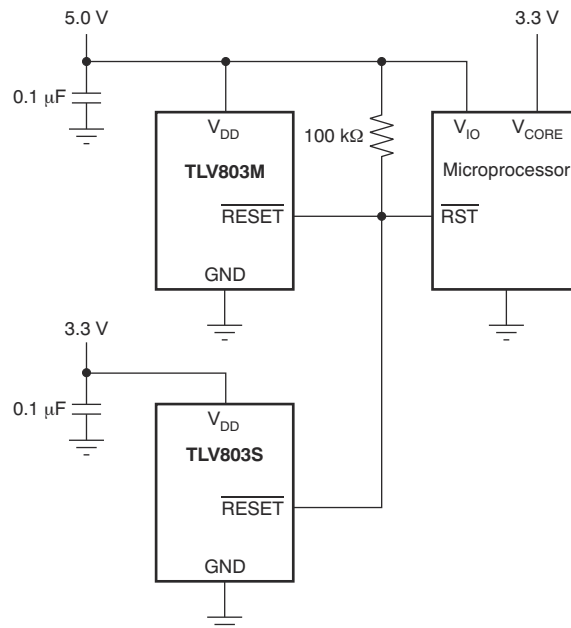 5.0 V
3.3 V
0.1 μF
V_DD
100 kΩ
V_IO
V_CORE
TLV803M
Microprocessor
RESET
RST
GND
3.3 V
0.1 μF
V_DD
TLV803S
RESET
GND